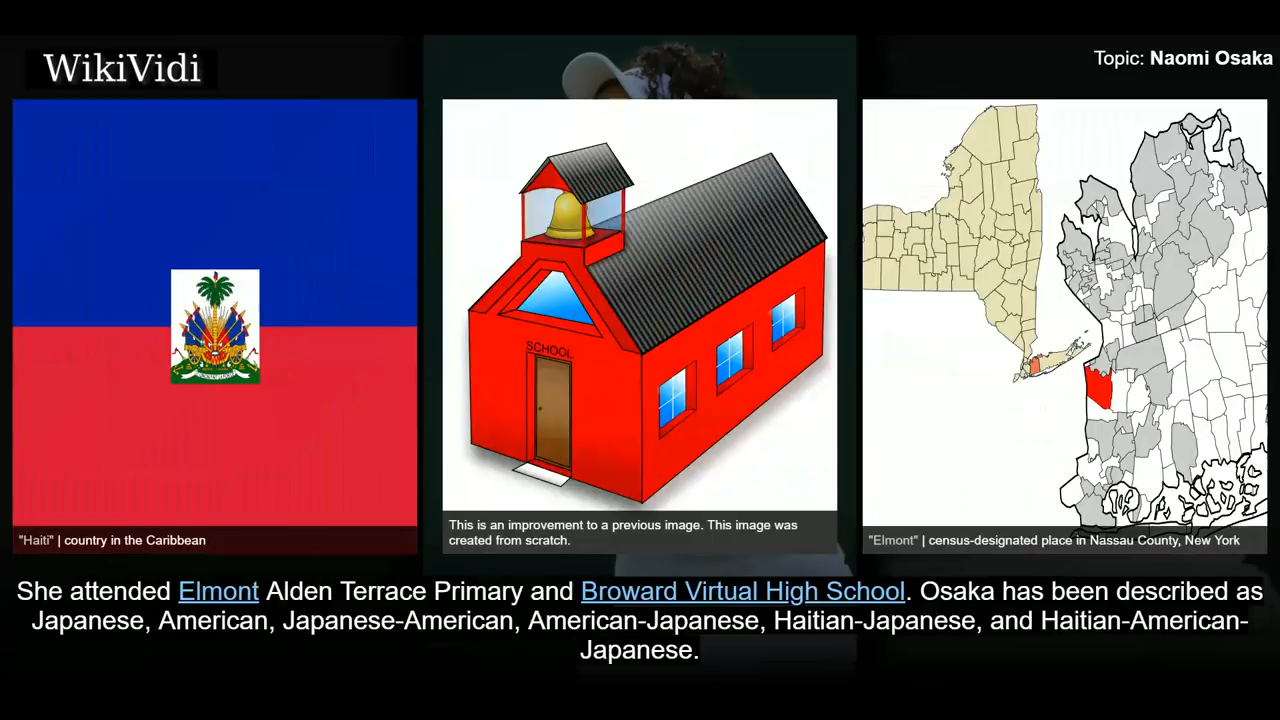 WikiVidi
Topic: Naomi Osaka
SCHOOL
"Haiti" | country in the Caribbean
This is an improvement to a previous image. This image was
created from scratch.
"Elmont" | census-designated place in Nassau County, New York
She attended Elmont Alden Terrace Primary and Broward Virtual High School. Osaka has been described as
Japanese, American, Japanese-American, American-Japanese, Haitian-Japanese, and Haitian-American-
Japanese.